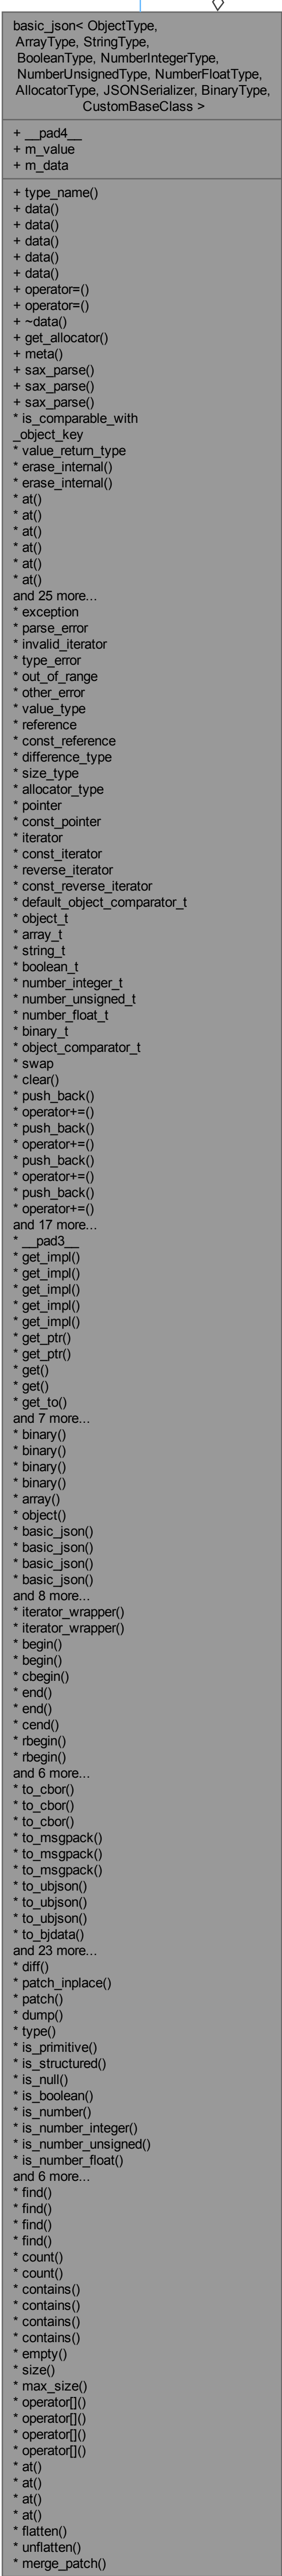 basic_json< ObjectType,
ArrayType, StringType,
BooleanType, NumberIntegerType,
NumberUnsignedType, NumberFloatType,
AllocatorType, JSONSerializer, BinaryType,
CustomBaseClass >
+ __pad4__
+ m_value
+ m_data
+ type_name()
+ data()
+ data()
+ data()
+ data()
+ data()
+ operator=()
+ operator=()
+ ~data()
+ get_allocator()
+ meta()
+ sax_parse()
+ sax_parse()
+ sax_parse()
* is_comparable_with
_object_key
* value_return_type
* erase_internal()
* erase_internal()
* at()
* at()
* at()
* at()
* at()
* at()
and 25 more...
* exception
* parse_error
* invalid_iterator
* type_error
* out_of_range
* other_error
* value_type
* reference
* const_reference
* difference_type
* size_type
* allocator_type
* pointer
* const_pointer
* iterator
* const_iterator
* reverse_iterator
* const_reverse_iterator
* default_object_comparator_t
* object_t
* array_t
* string_t
* boolean_t
* number_integer_t
* number_unsigned_t
* number_float_t
* binary_t
* object_comparator_t
* swap
* clear()
* push_back()
* operator+=()
* push_back()
* operator+=()
* push_back()
* operator+=()
* push_back()
* operator+=()
and 17 more...
* __pad3__
* get_impl()
* get_impl()
* get_impl()
* get_impl()
* get_impl()
* get_ptr()
* get_ptr()
* get()
* get()
* get_to()
and 7 more...
* binary()
* binary()
* binary()
* binary()
* array()
* object()
* basic_json()
* basic_json()
* basic_json()
* basic_json()
and 8 more...
* iterator_wrapper()
* iterator_wrapper()
* begin()
* begin()
* cbegin()
* end()
* end()
* cend()
* rbegin()
* rbegin()
and 6 more...
* to_cbor()
* to_cbor()
* to_cbor()
* to_msgpack()
* to_msgpack()
* to_msgpack()
* to_ubjson()
* to_ubjson()
* to_ubjson()
* to_bjdata()
and 23 more...
* diff()
* patch_inplace()
* patch()
* dump()
* type()
* is_primitive()
* is_structured()
* is_null()
* is_boolean()
* is_number()
* is_number_integer()
* is_number_unsigned()
* is_number_float()
and 6 more...
* find()
* find()
* find()
* find()
* count()
* count()
* contains()
* contains()
* contains()
* contains()
* empty()
* size()
* max_size()
* operator[]()
* operator[]()
* operator[]()
* operator[]()
* at()
* at()
* at()
* at()
* flatten()
* unflatten()
* merge_patch()